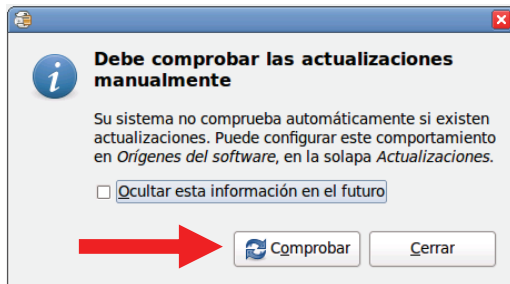 Debe comprobar las actualizaciones
manualmente
Su sistema no comprueba automáticamente si existen
actualizaciones. Puede configurar este comportamiento
en Orígenes del software, en la solapa Actualizaciones.
Ocultar esta información en el futuro
Comprobar
Cerrar